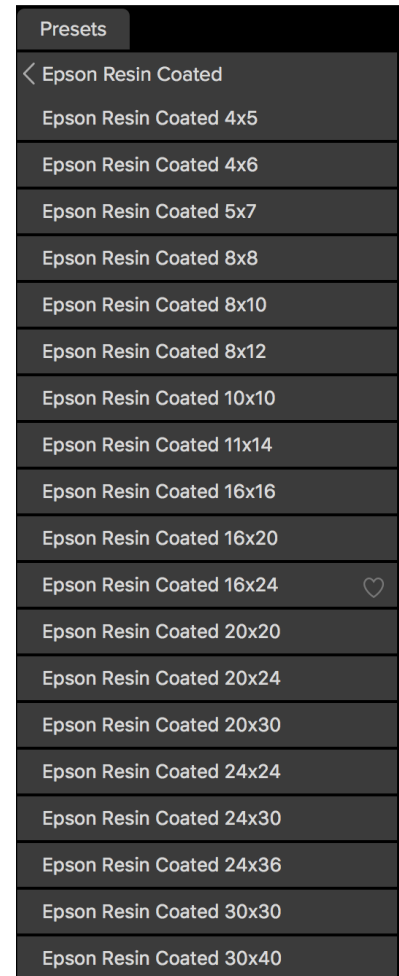 Presets
Epson Resin Coated
Epson Resin Coated 4x5
Epson Resin Coated 4x6
Epson Resin Coated 5x7
Epson Resin Coated 8x8
Epson Resin Coated 8x10
Epson Resin Coated 8x12
Epson Resin Coated 10x10
Epson Resin Coated 11x14
Epson Resin Coated 16x16
Epson Resin Coated 16x20
Epson Resin Coated 16x24
Epson Resin Coated 20x20
Epson Resin Coated 20x24
Epson Resin Coated 20x30
Epson Resin Coated 24x24
Epson Resin Coated 24x30
Epson Resin Coated 24x36
Epson Resin Coated 30x30
Epson Resin Coated 30x40